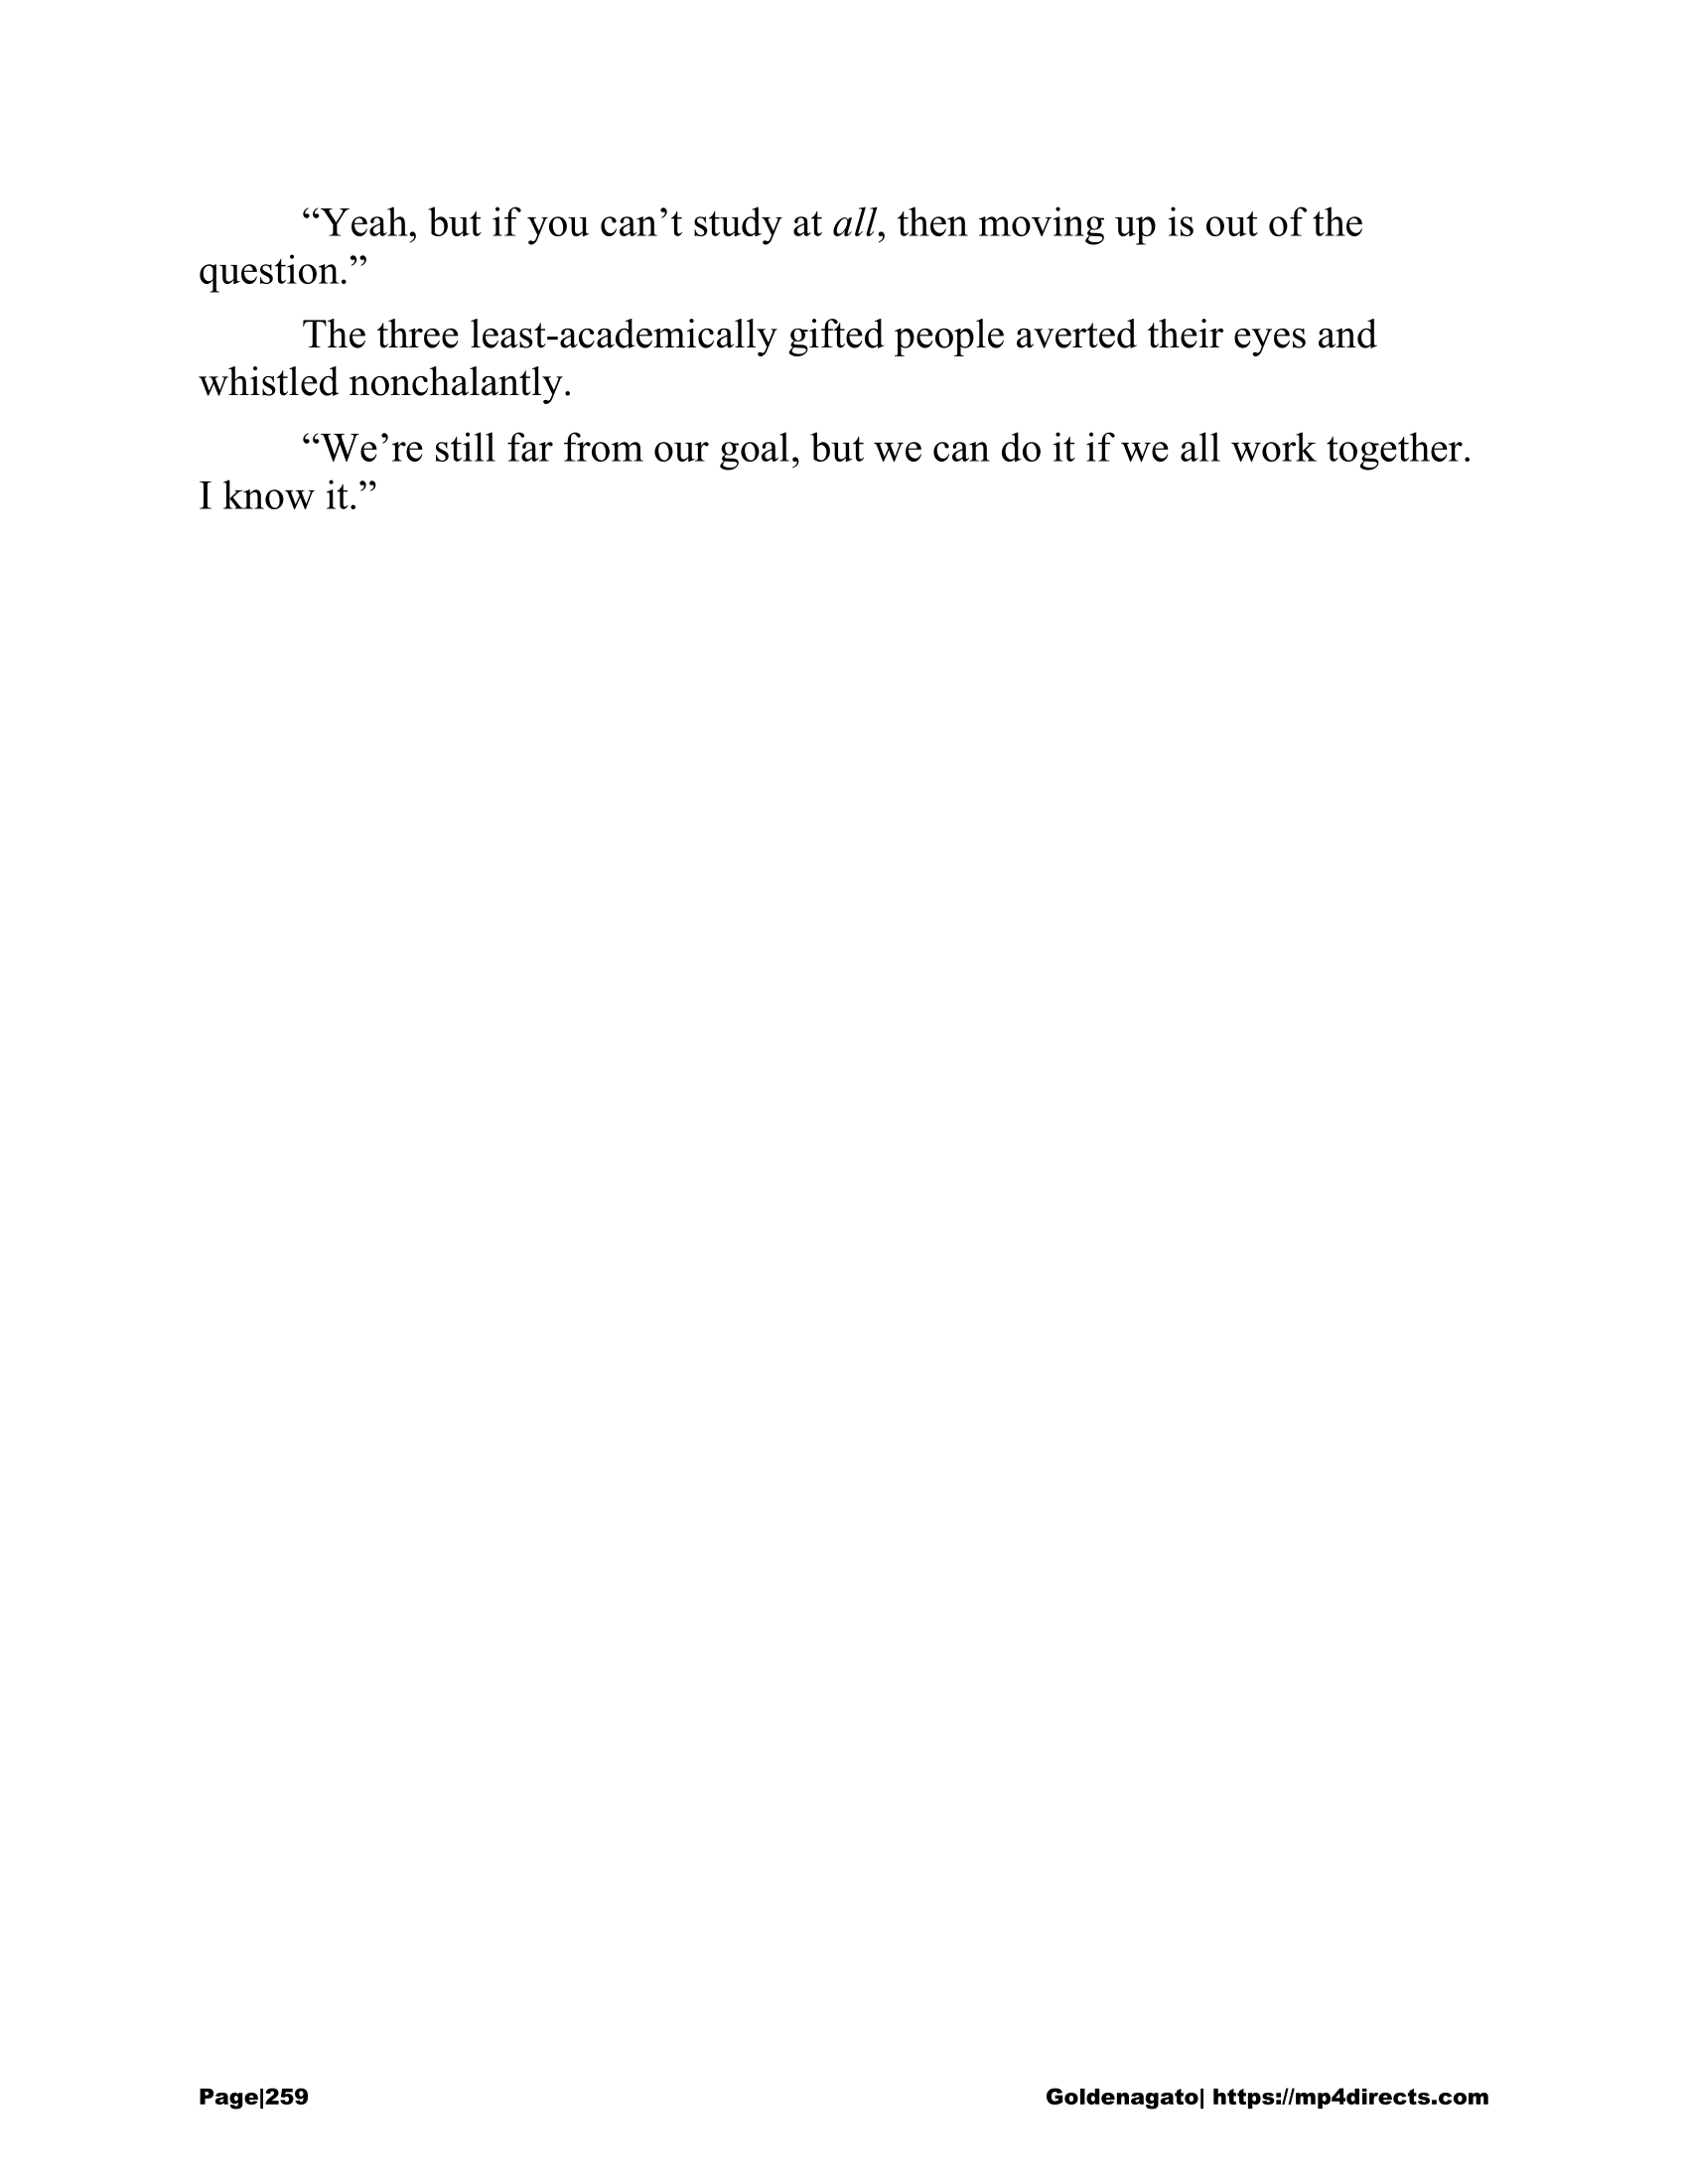 “Yeah, but if you can’t study at all, then moving up is out of the
question.”
The three least-academically gifted people averted their eyes and
whistled nonchalantly.
“We’re still far from our goal, but we can do it if we all work together.
I know it.”
Page|259 Goldenagato| https://mp4directs.com